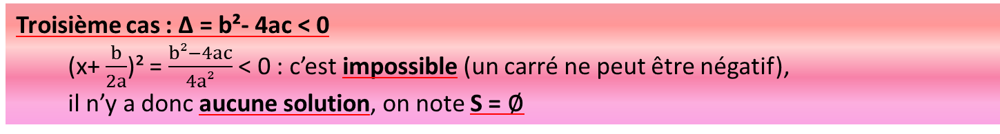 Troisième cas : Δ = b²- 4ac < 0
(x+ b/2a)² = b²−4ac/4a² < 0 : c’est impossible (un carré ne peut être négatif),
il n’y a donc aucune solution, on note S = ∅